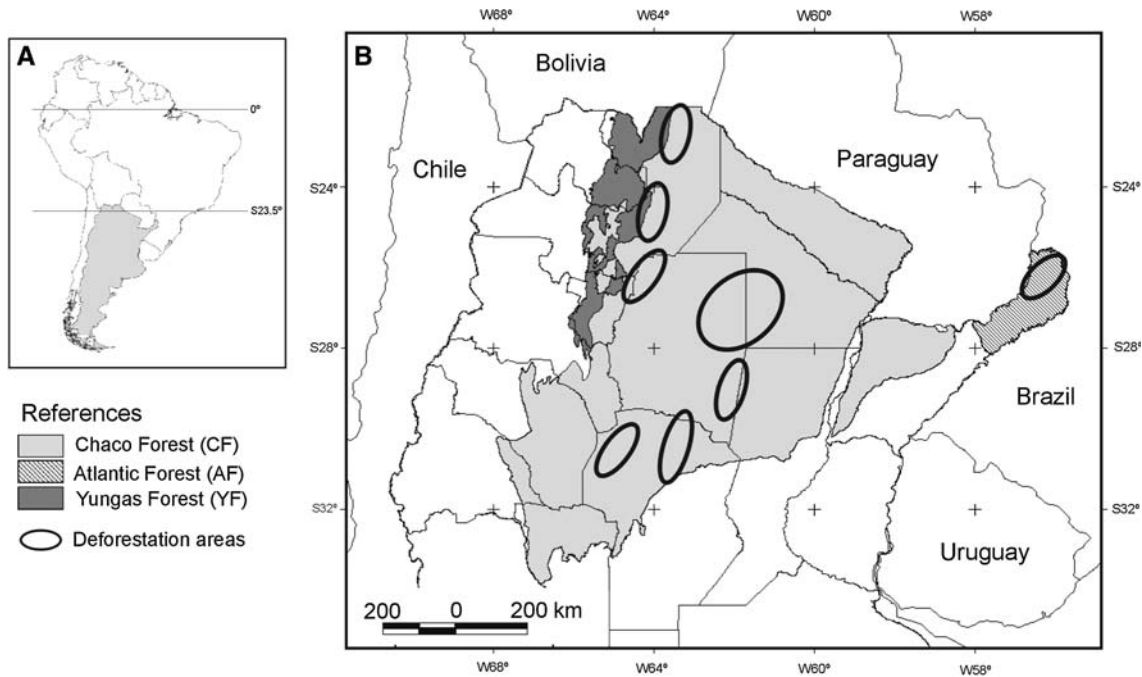 A
0°
S23.5°
References
Chaco Forest (CF)
Atlantic Forest (AF)
Yungas Forest (YF)
Deforestation areas
W68° W64° W60° W58°
B
Bolivia
Chile
Paraguay
Brazil
Uruguay
S24° S24°
S28° S28°
S32° S32°
200 0 200 km
W68° W64° W60° W58°